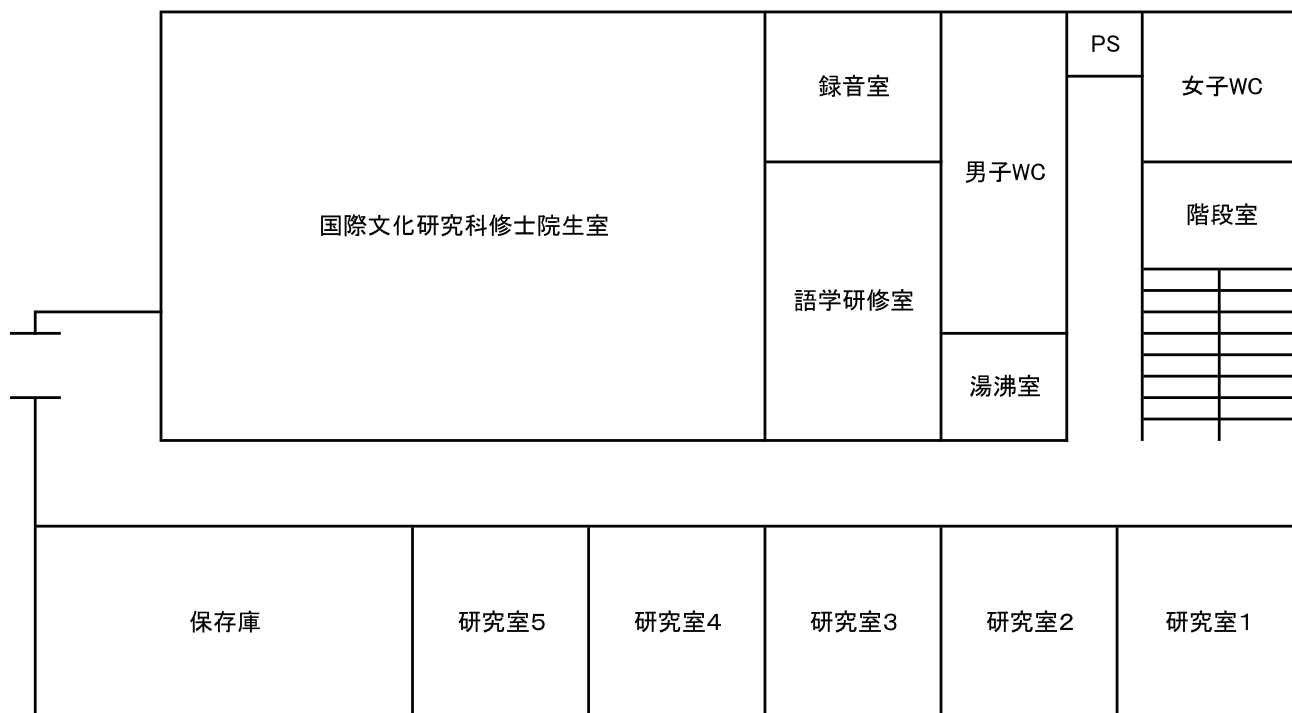 PS
録音室
女子WC
男子WC
階段室
国際文化研究科修士院生室
語学研修室
湯沸室
保存庫
研究室5
研究室4
研究室3
研究室2
研究室1